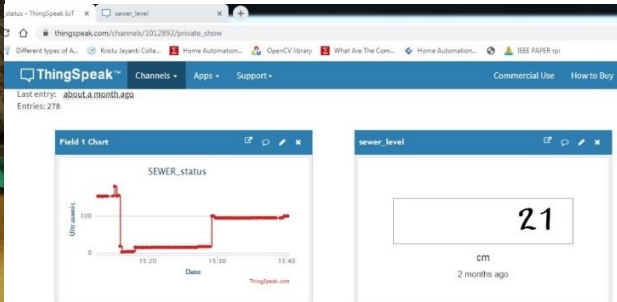 _status - ThingSpeak IoT × sewer_level ×
thingspeak.com/channels/1012892/private_show
Different types of A... Kristu Jayanti Colle... Home Automation... OpenCV library What Are The Com... Home Automation... IEEE PAPER rpi
ThingSpeak™ Channels Apps Support Commercial Use How to Buy
Last entry: about a month ago
Entries: 278
Field 1 Chart
SEWER_status
Ultrasonic
100
0
15:20 15:30 15:40
Date
ThingSpeak.com
sewer_level
21
cm
2 months ago